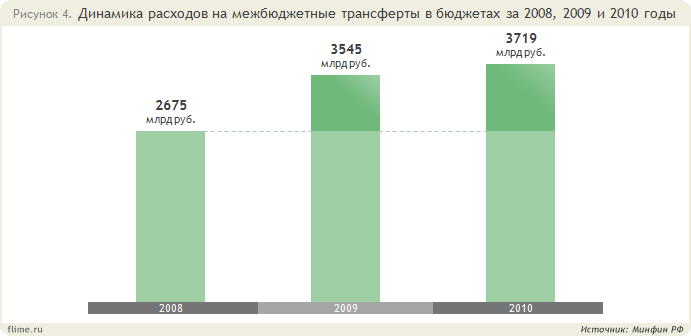 Рисунок 4. Динамика расходов на межбюджетные трансферты в бюджетах за 2008, 2009 и 2010 годы
3719
млрд руб.
3545
млрд руб.
2675
млрд руб.
2008 2009 2010
flime.ru Источник: Минфин РФ